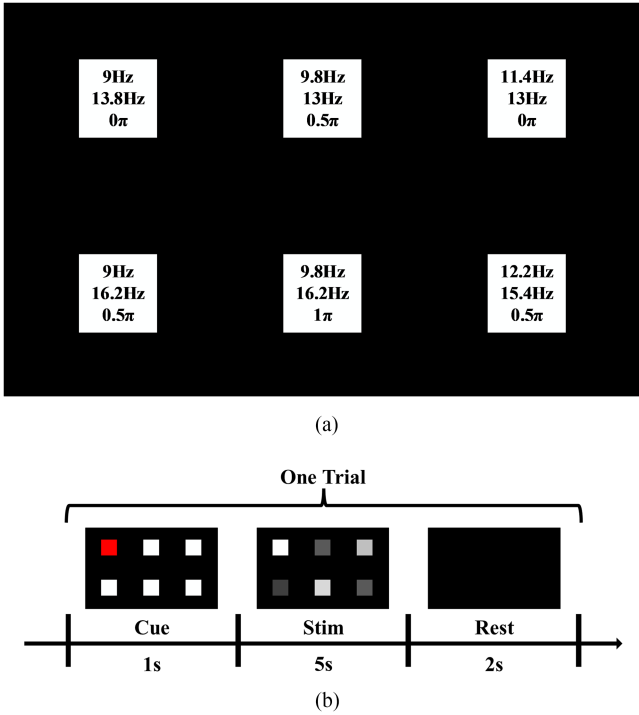 9Hz
13.8Hz
0π
9.8Hz
13Hz
0.5π
11.4Hz
13Hz
0π
9Hz
16.2Hz
0.5π
9.8Hz
16.2Hz
1π
12.2Hz
15.4Hz
0.5π
(a)
One Trial
Cue
Stim
Rest
1s
5s
2s
(b)